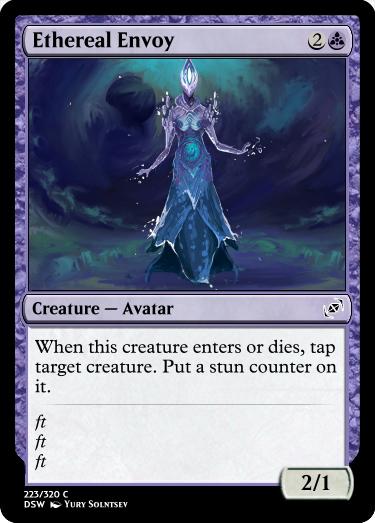 Ethereal Envoy 2
Creature — Avatar
When this creature enters or dies, tap
target creature. Put a stun counter on
it.
ft
ft
ft
2/1
223/320 C
DSW Yury Solntsev